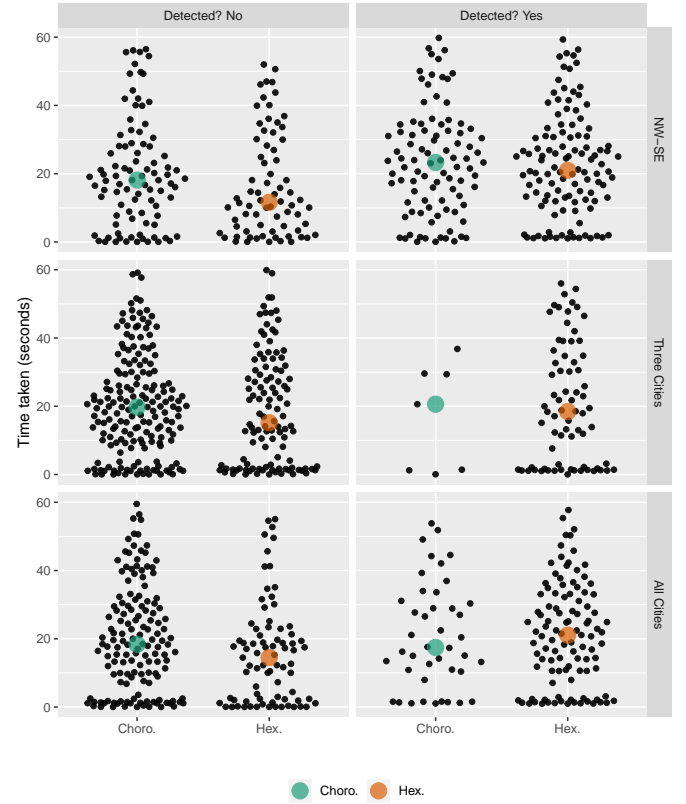 Detected? No
Detected? Yes
60
40
20
0
NW−SE
60
40
20
0
Three Cities
60
40
20
0
All Cities
Time taken (seconds)
Choro.
Hex.
Choro.
Hex.
Choro.
Hex.